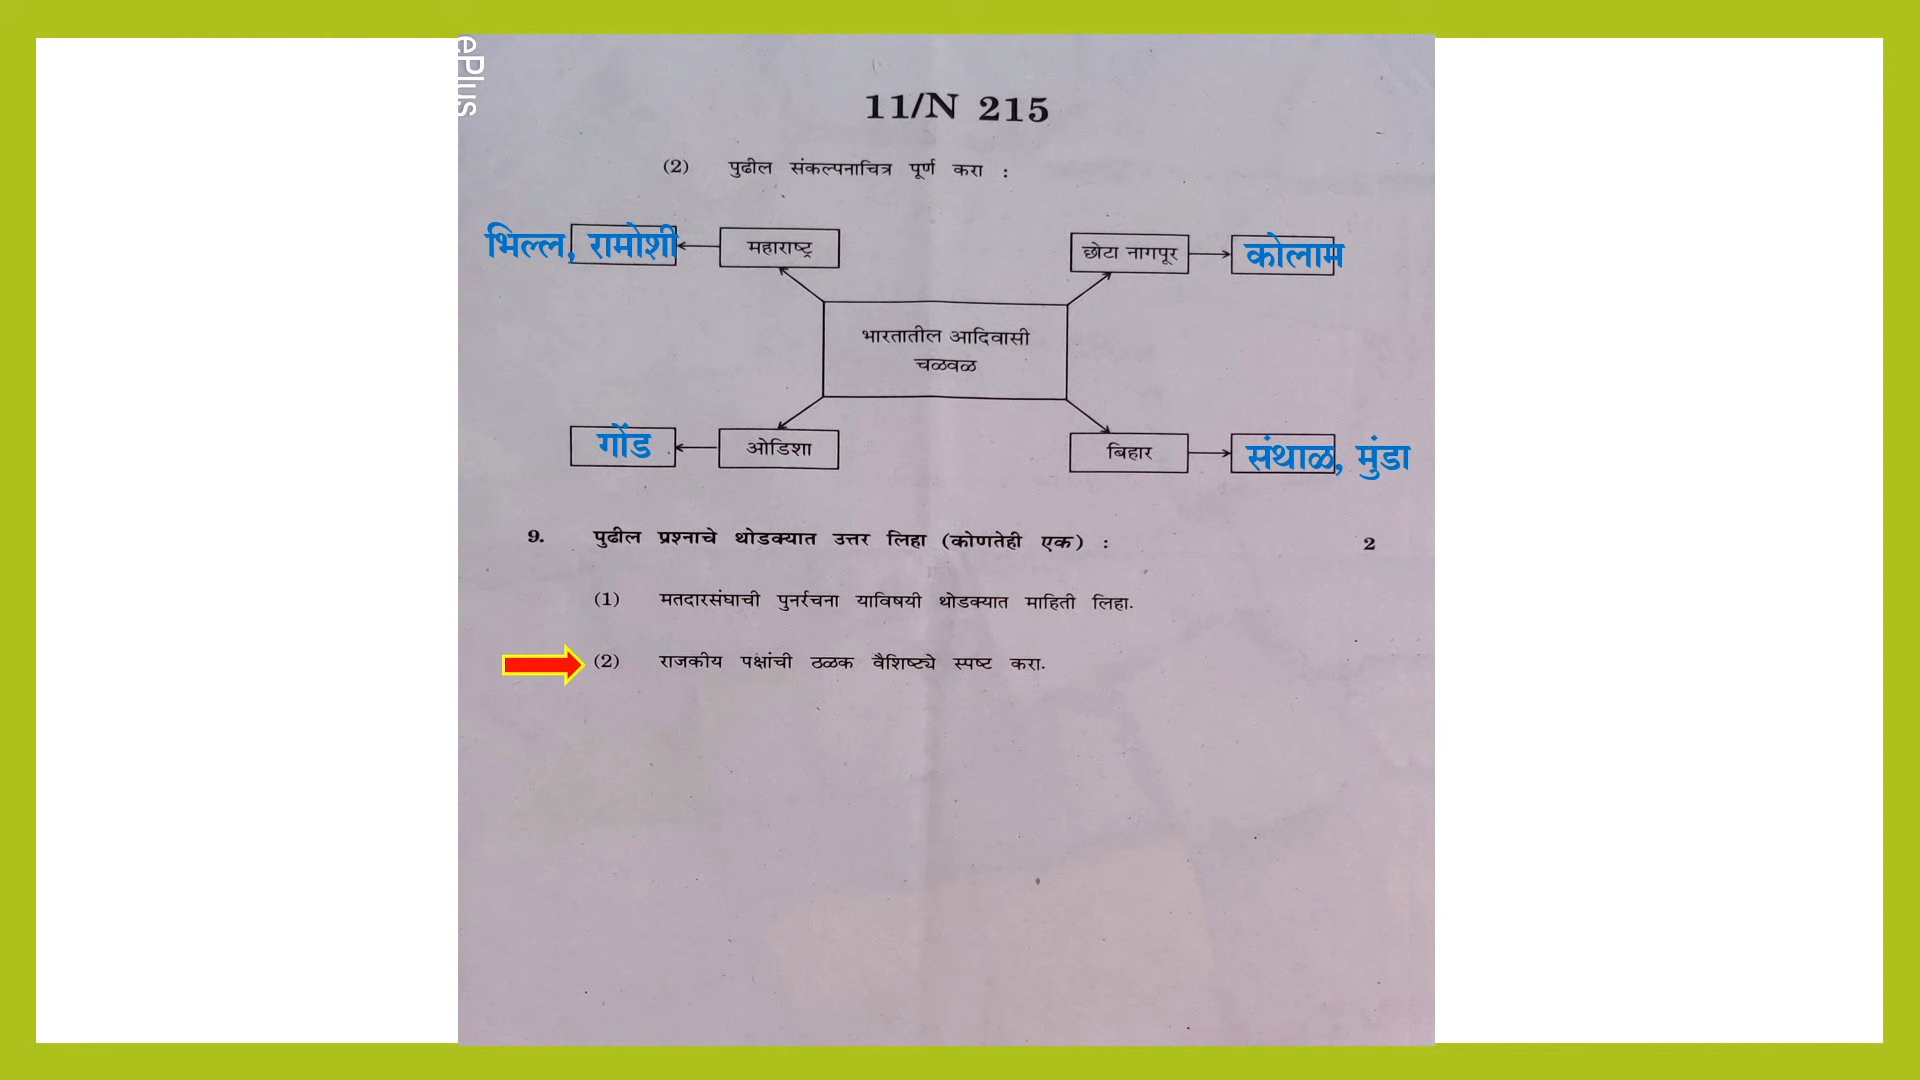 ePlus
11/N 215
(2) पुढील संकल्पनाचित्र पूर्ण करा :
भिल्ल, रामोशी
महाराष्ट्र
छोटा नागपूर
कोलाम
भारतातील आदिवासी
चळवळ
गोंड
ओडिशा
बिहार
संथाळ, मुंडा
9. पुढील प्रश्नाचे थोडक्यात उत्तर लिहा (कोणतेही एक) : 2
(1) मतदारसंघाची पुनर्रचना याविषयी थोडक्यात माहिती लिहा.
(2) राजकीय पक्षांची ठळक वैशिष्ट्ये स्पष्ट करा.